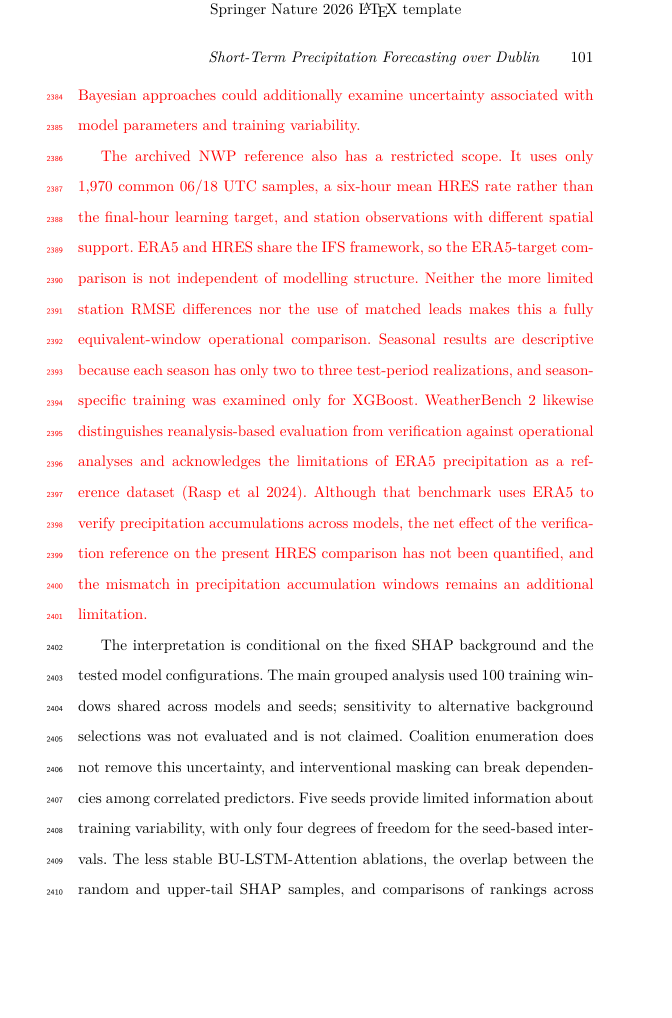 Springer Nature 2026 LATEX template
Short-Term Precipitation Forecasting over Dublin 101
2384 Bayesian approaches could additionally examine uncertainty associated with
2385 model parameters and training variability.
2386 The archived NWP reference also has a restricted scope. It uses only
2387 1,970 common 06/18 UTC samples, a six-hour mean HRES rate rather than
2388 the final-hour learning target, and station observations with different spatial
2389 support. ERA5 and HRES share the IFS framework, so the ERA5-target com-
2390 parison is not independent of modelling structure. Neither the more limited
2391 station RMSE differences nor the use of matched leads makes this a fully
2392 equivalent-window operational comparison. Seasonal results are descriptive
2393 because each season has only two to three test-period realizations, and season-
2394 specific training was examined only for XGBoost. WeatherBench 2 likewise
2395 distinguishes reanalysis-based evaluation from verification against operational
2396 analyses and acknowledges the limitations of ERA5 precipitation as a ref-
2397 erence dataset (Rasp et al 2024). Although that benchmark uses ERA5 to
2398 verify precipitation accumulations across models, the net effect of the verifica-
2399 tion reference on the present HRES comparison has not been quantified, and
2400 the mismatch in precipitation accumulation windows remains an additional
2401 limitation.
2402 The interpretation is conditional on the fixed SHAP background and the
2403 tested model configurations. The main grouped analysis used 100 training win-
2404 dows shared across models and seeds; sensitivity to alternative background
2405 selections was not evaluated and is not claimed. Coalition enumeration does
2406 not remove this uncertainty, and interventional masking can break dependen-
2407 cies among correlated predictors. Five seeds provide limited information about
2408 training variability, with only four degrees of freedom for the seed-based inter-
2409 vals. The less stable BU-LSTM-Attention ablations, the overlap between the
2410 random and upper-tail SHAP samples, and comparisons of rankings across